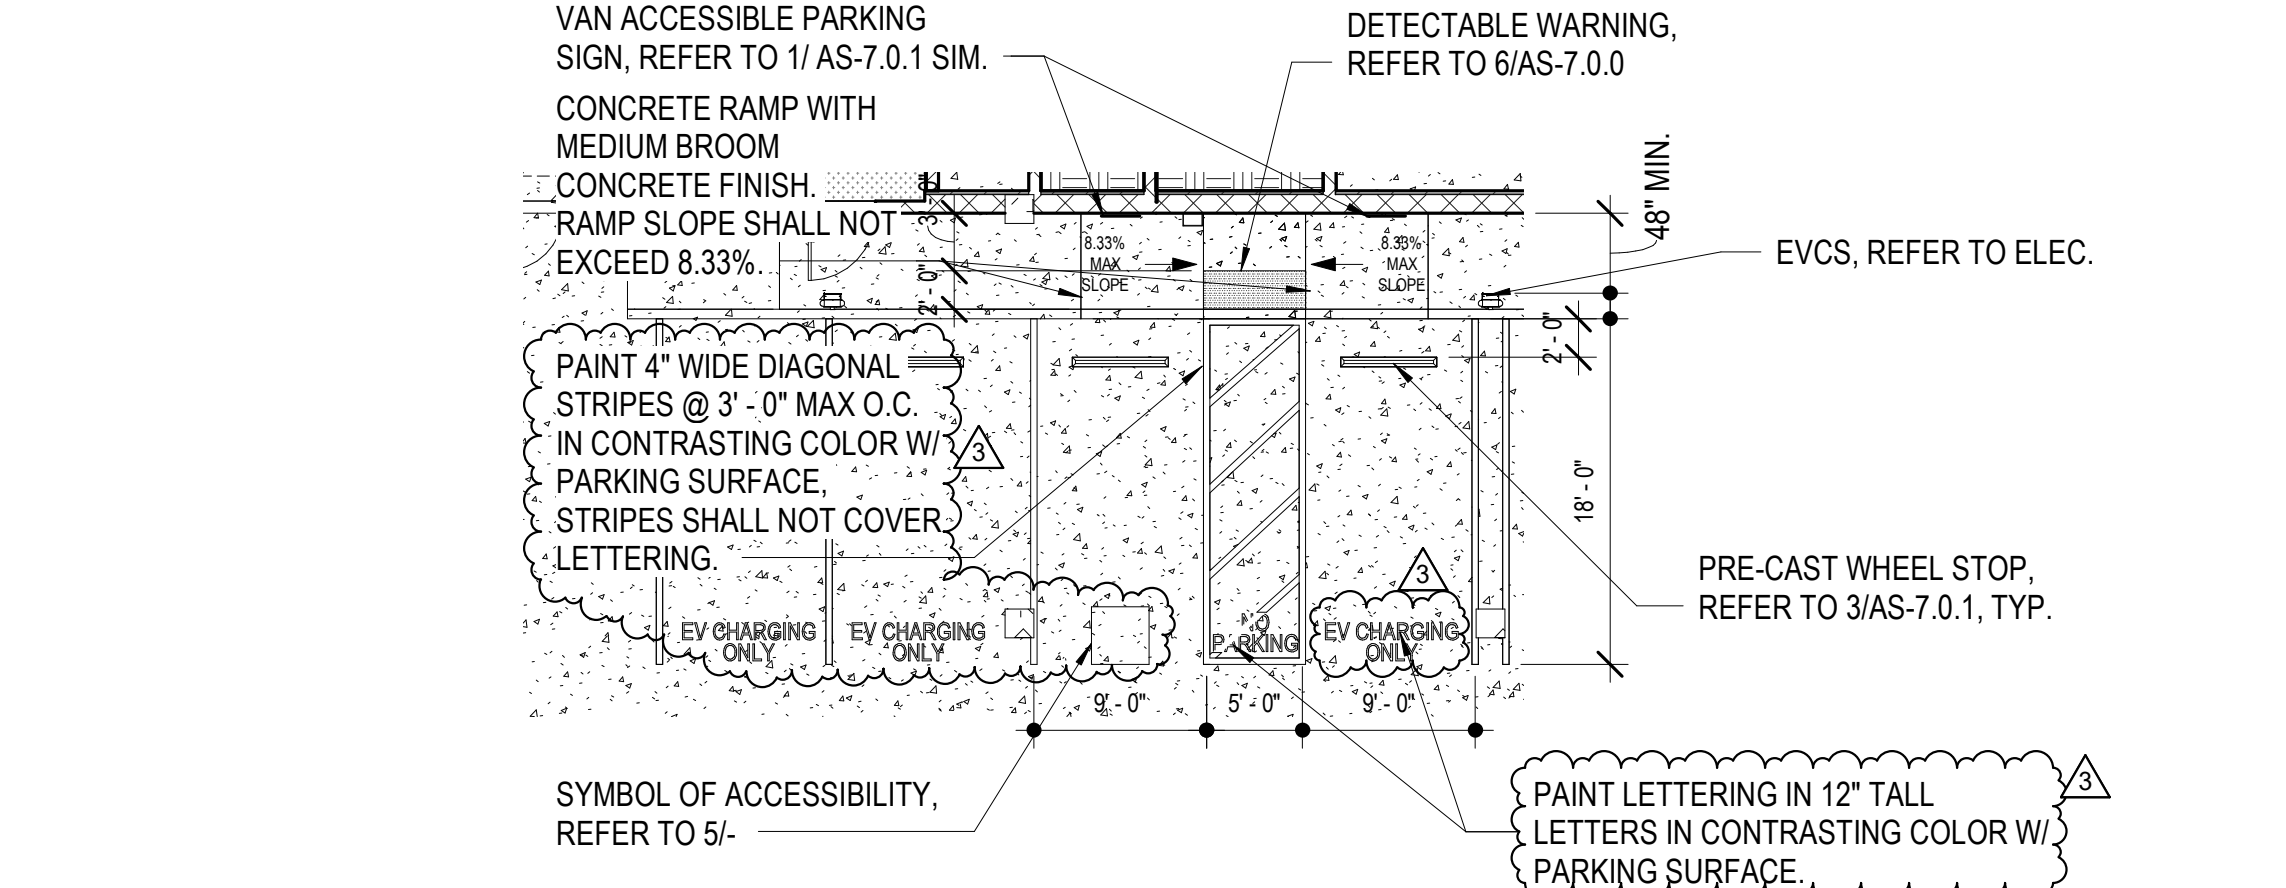 VAN ACCESSIBLE PARKING
SIGN, REFER TO 1/ AS-7.0.1 SIM.
DETECTABLE WARNING,
REFER TO 6/AS-7.0.0
CONCRETE RAMP WITH
MEDIUM BROOM
CONCRETE FINISH.
RAMP SLOPE SHALL NOT
EXCEED 8.33%.
3' - 0"
2' - 0"
8.33%
MAX
SLOPE
8.33%
MAX
SLOPE
48" MIN.
EVCS, REFER TO ELEC.
2' - 0"
18' - 0"
PAINT 4" WIDE DIAGONAL
STRIPES @ 3' - 0" MAX O.C.
IN CONTRASTING COLOR W/
PARKING SURFACE,
STRIPES SHALL NOT COVER
LETTERING.
3
3
PRE-CAST WHEEL STOP,
REFER TO 3/AS-7.0.1, TYP.
EV CHARGING
ONLY
EV CHARGING
ONLY
NO
PARKING
EV CHARGING
ONLY
9' - 0"
5' - 0"
9' - 0"
SYMBOL OF ACCESSIBILITY,
REFER TO 5/-
3
PAINT LETTERING IN 12" TALL
LETTERS IN CONTRASTING COLOR W/
PARKING SURFACE.